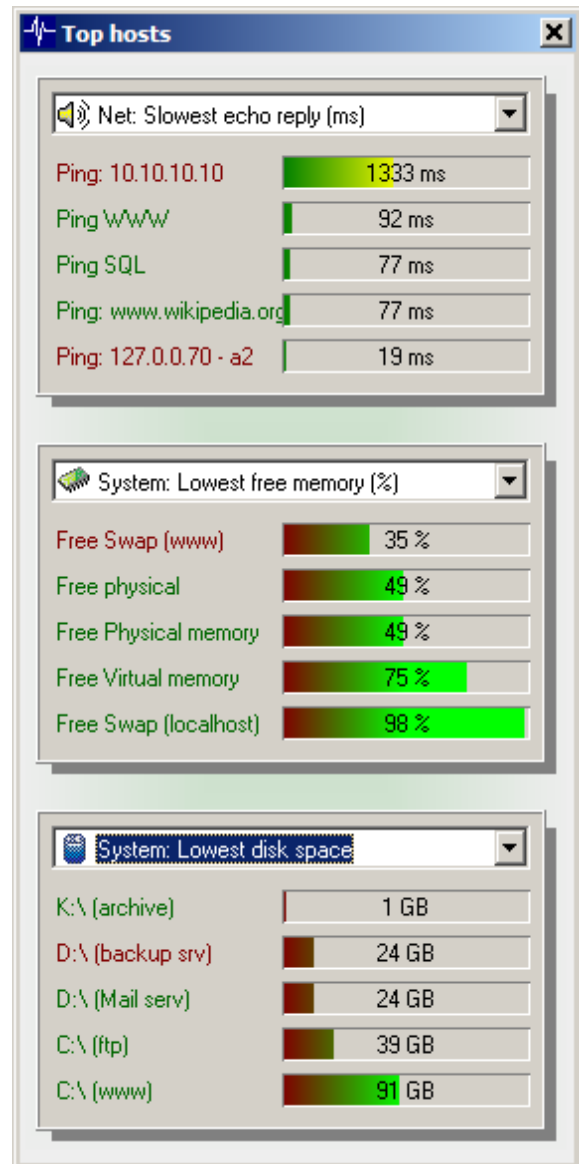 Top hosts
Net: Slowest echo reply (ms)
Ping: 10.10.10.10 1333 ms
Ping WWW 92 ms
Ping SQL 77 ms
Ping: www.wikipedia.org 77 ms
Ping: 127.0.0.70 - a2 19 ms
System: Lowest free memory (%)
Free Swap (www) 35 %
Free physical 49 %
Free Physical memory 49 %
Free Virtual memory 75 %
Free Swap (localhost) 98 %
System: Lowest disk space
K:\ (archive) 1 GB
D:\ (backup srv) 24 GB
D:\ (Mail serv) 24 GB
C:\ (ftp) 39 GB
C:\ (www) 91 GB